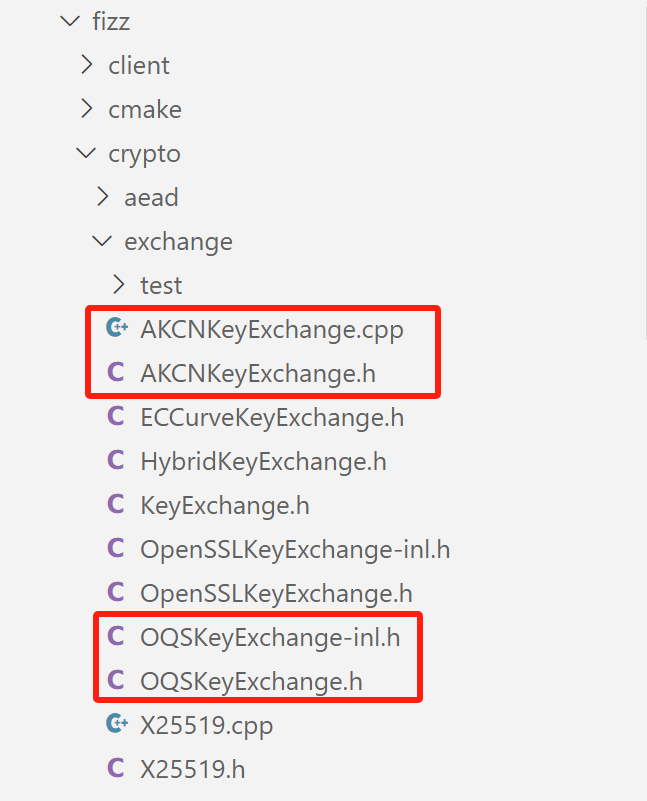 fizz
client
cmake
crypto
aead
exchange
test
AKCNKeyExchange.cpp
AKCNKeyExchange.h
ECCurveKeyExchange.h
HybridKeyExchange.h
KeyExchange.h
OpenSSLKeyExchange-inl.h
OpenSSLKeyExchange.h
OQSKeyExchange-inl.h
OQSKeyExchange.h
X25519.cpp
X25519.h